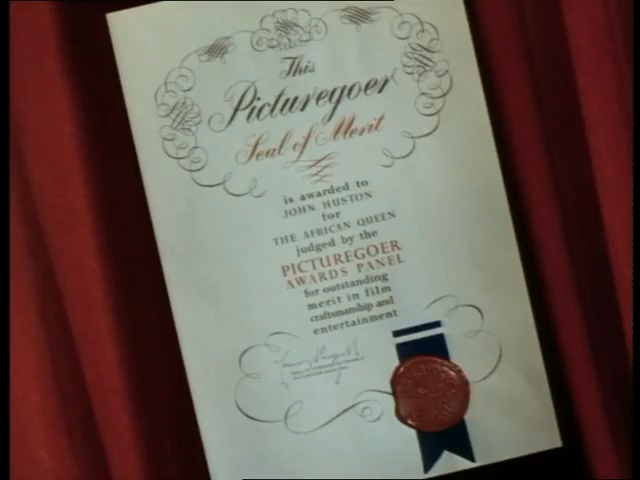 This
Picturegoer
Seal of Merit
is awarded to
JOHN HUSTON
for
THE AFRICAN QUEEN
judged by the
PICTUREGOER
AWARDS PANEL
for outstanding
merit in film
craftsmanship and
entertainment